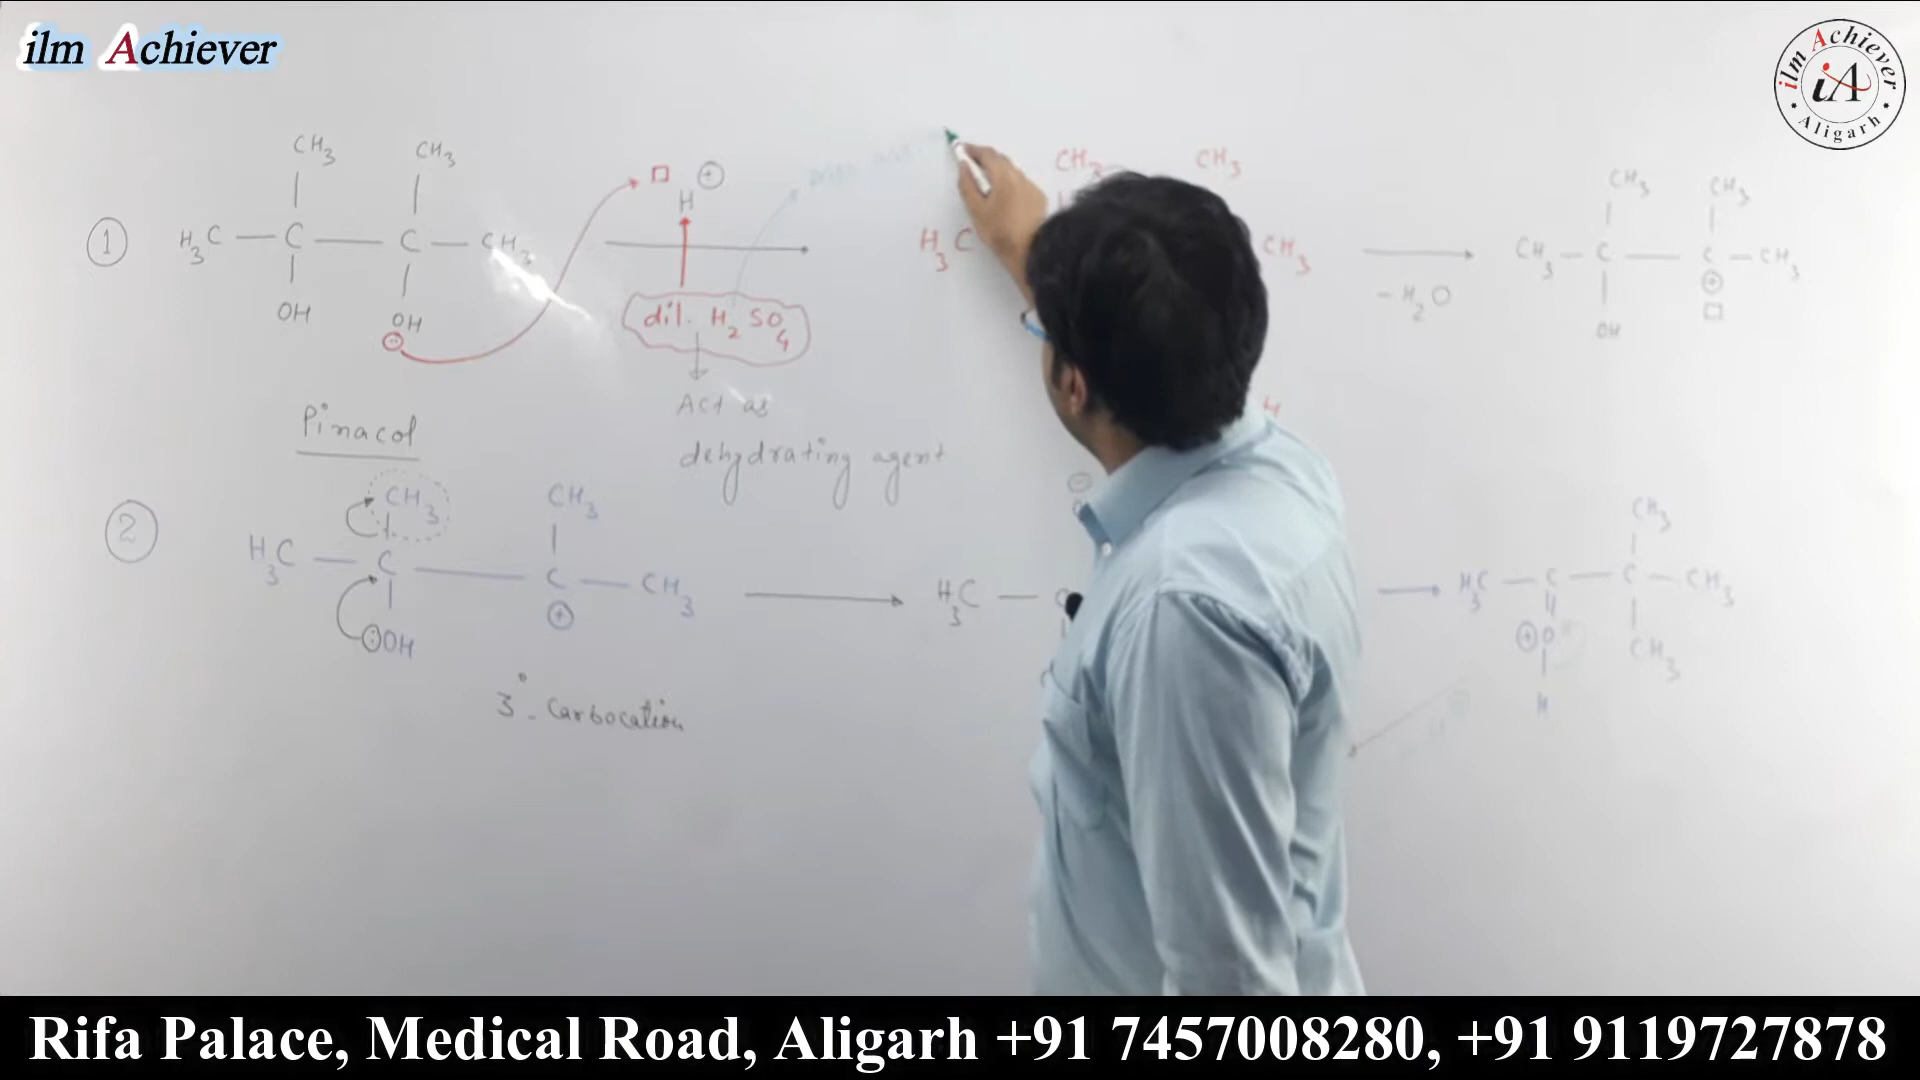 ilm Achiever
ilm Achiever
iA
Aligarh
CH3 CH3
1 H3C — C — C — CH3
OH OH
H +
dil. H2SO4
Act as
dehydrating agent
Pinacol
CH3 CH3
H3C CH3
- H2O
CH3 CH3
CH3 — C — C — CH3
OH
2
CH3 CH3
H3C — C — C — CH3
OH +
3° - Carbocation
H3C — C
CH3
H3C — C — C — CH3
+ O CH3
H
Rifa Palace, Medical Road, Aligarh +91 7457008280, +91 9119727878